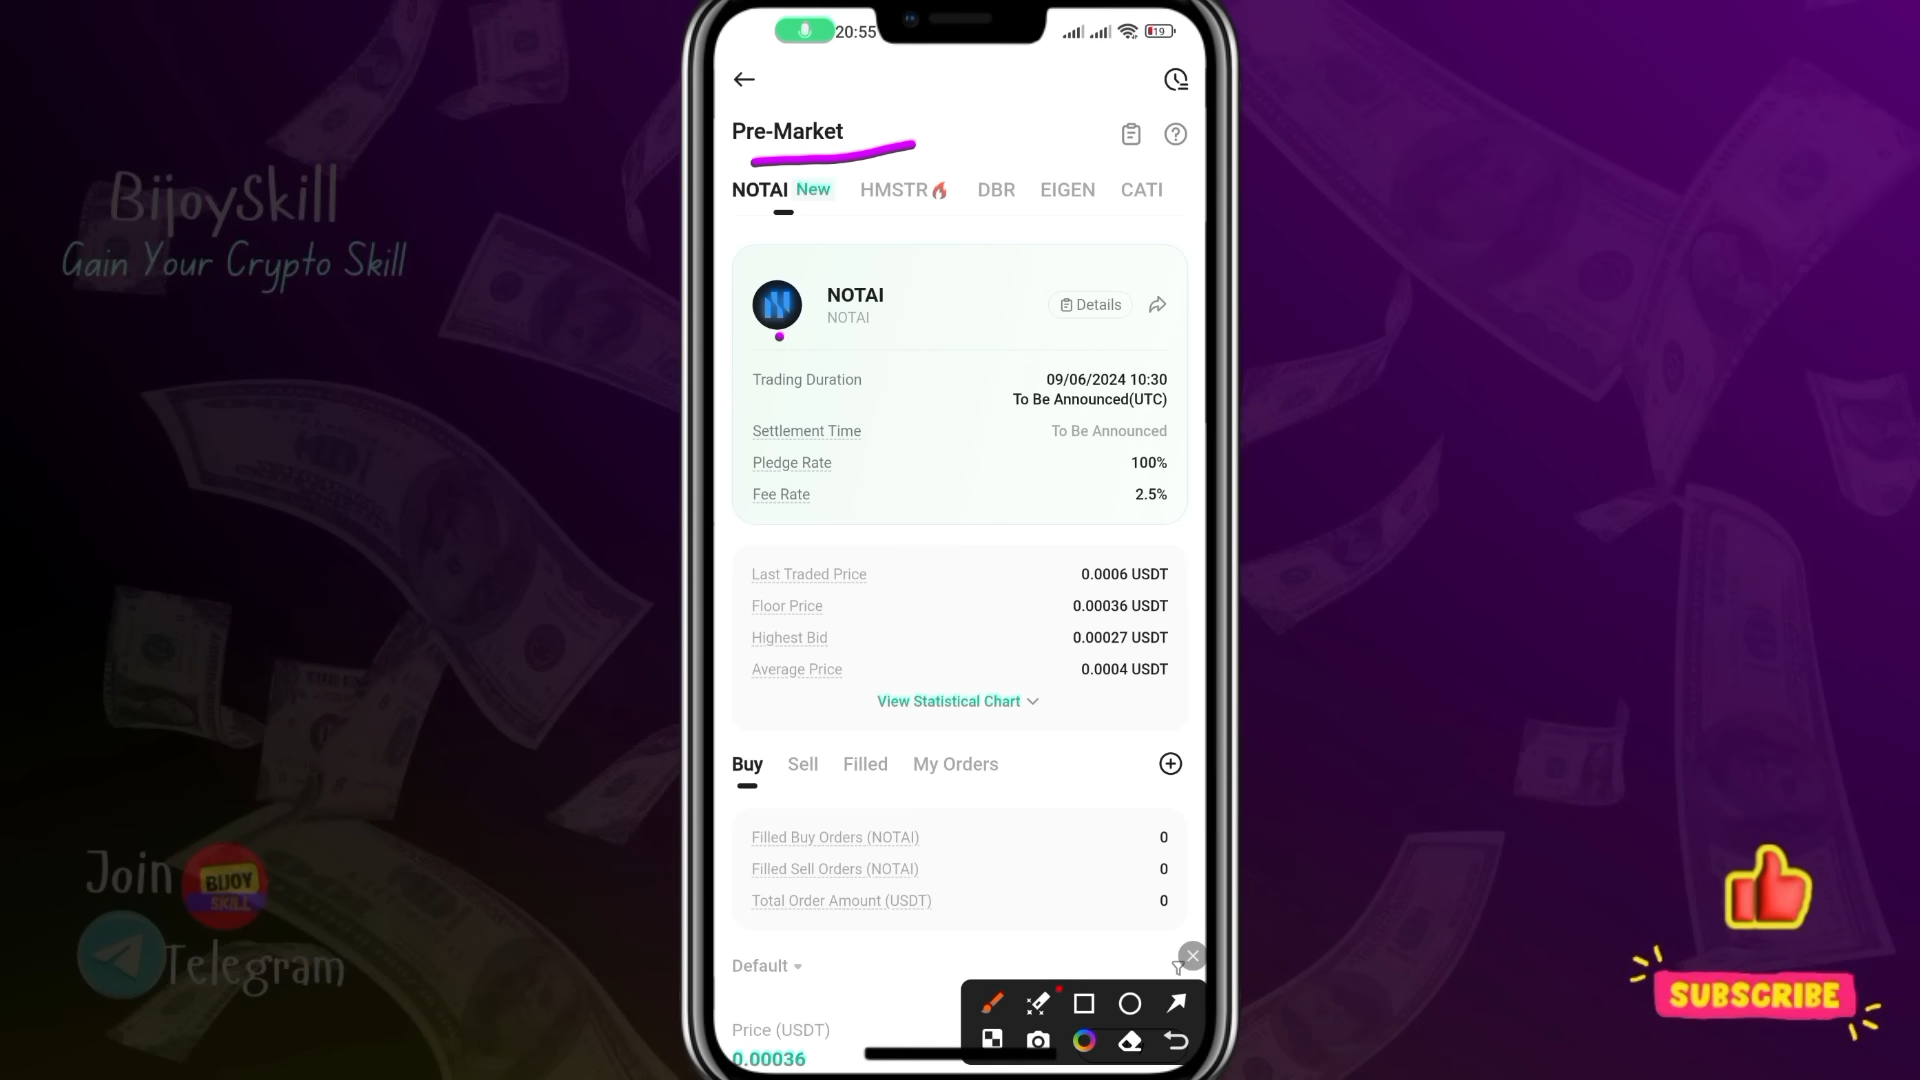 20:55
19
Pre-Market
NOTAI New HMSTR DBR EIGEN CATI
NOTAI
NOTAI
Details
Trading Duration 09/06/2024 10:30
To Be Announced(UTC)
Settlement Time To Be Announced
Pledge Rate 100%
Fee Rate 2.5%
Last Traded Price 0.0006 USDT
Floor Price 0.00036 USDT
Highest Bid 0.00027 USDT
Average Price 0.0004 USDT
View Statistical Chart
Buy Sell Filled My Orders
Filled Buy Orders (NOTAI) 0
Filled Sell Orders (NOTAI) 0
Total Order Amount (USDT) 0
Default
Price (USDT)
0.00036
BijoySkill
Gain Your Crypto Skill
Join
BIJOY
SKILL
Telegram
SUBSCRIBE